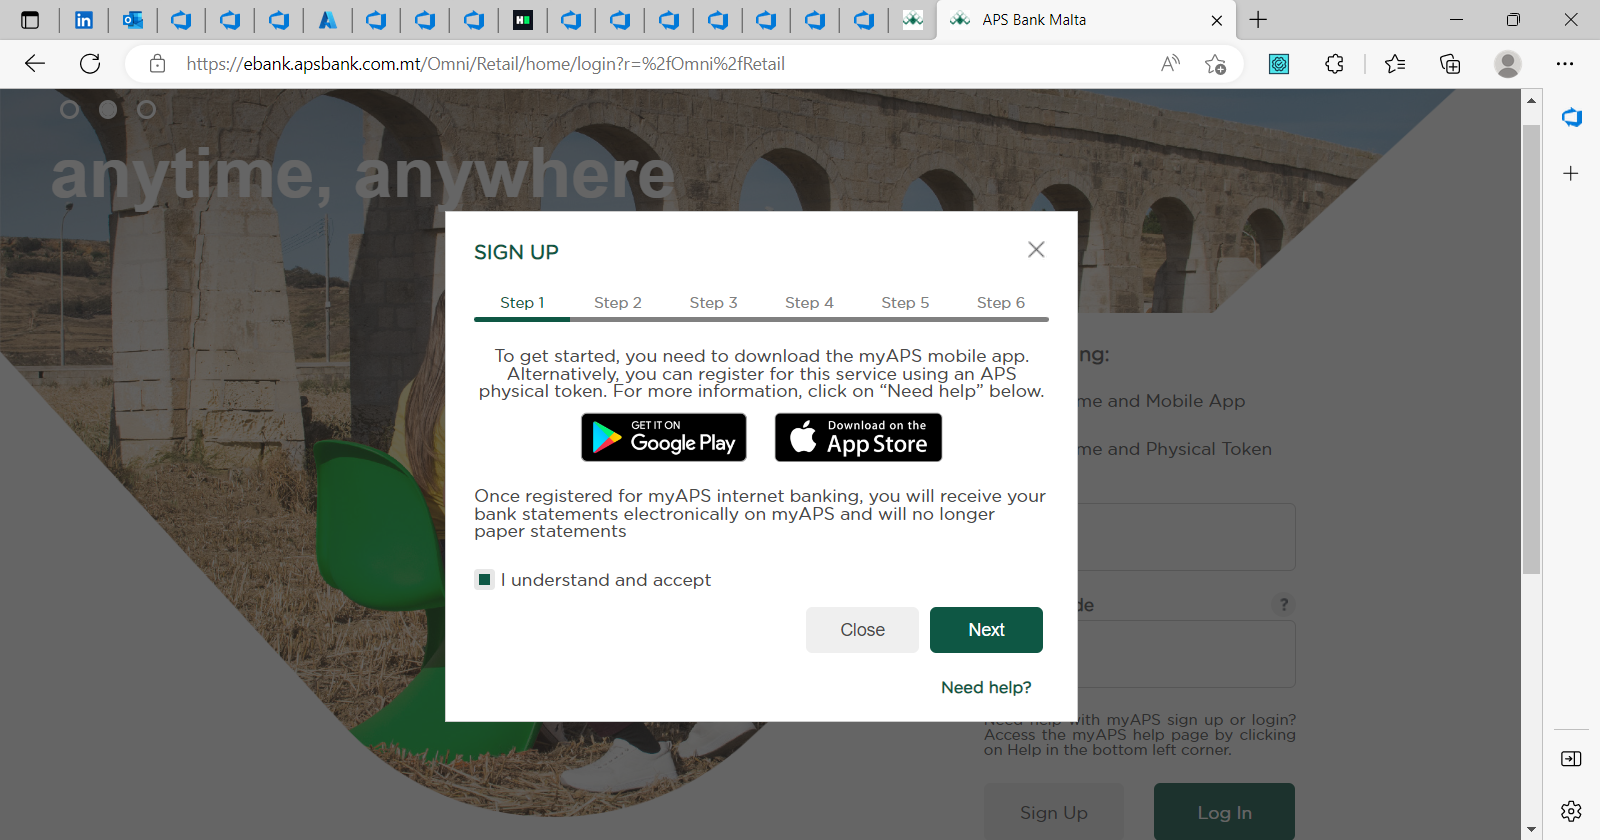 APS Bank Malta
https://ebank.apsbank.com.mt/Omni/Retail/home/login?r=%2fOmni%2fRetail
anytime, anywhere
SIGN UP
Step 1 Step 2 Step 3 Step 4 Step 5 Step 6
To get started, you need to download the myAPS mobile app.
Alternatively, you can register for this service using an APS
physical token. For more information, click on “Need help” below.
GET IT ON
Google Play
Download on the
App Store
Once registered for myAPS internet banking, you will receive your
bank statements electronically on myAPS and will no longer
paper statements
I understand and accept
Close Next
Need help?
ng:
me and Mobile App
me and Physical Token
de ?
Need help with myAPS sign up or login?
Access the myAPS help page by clicking
on Help in the bottom left corner.
Sign Up Log In